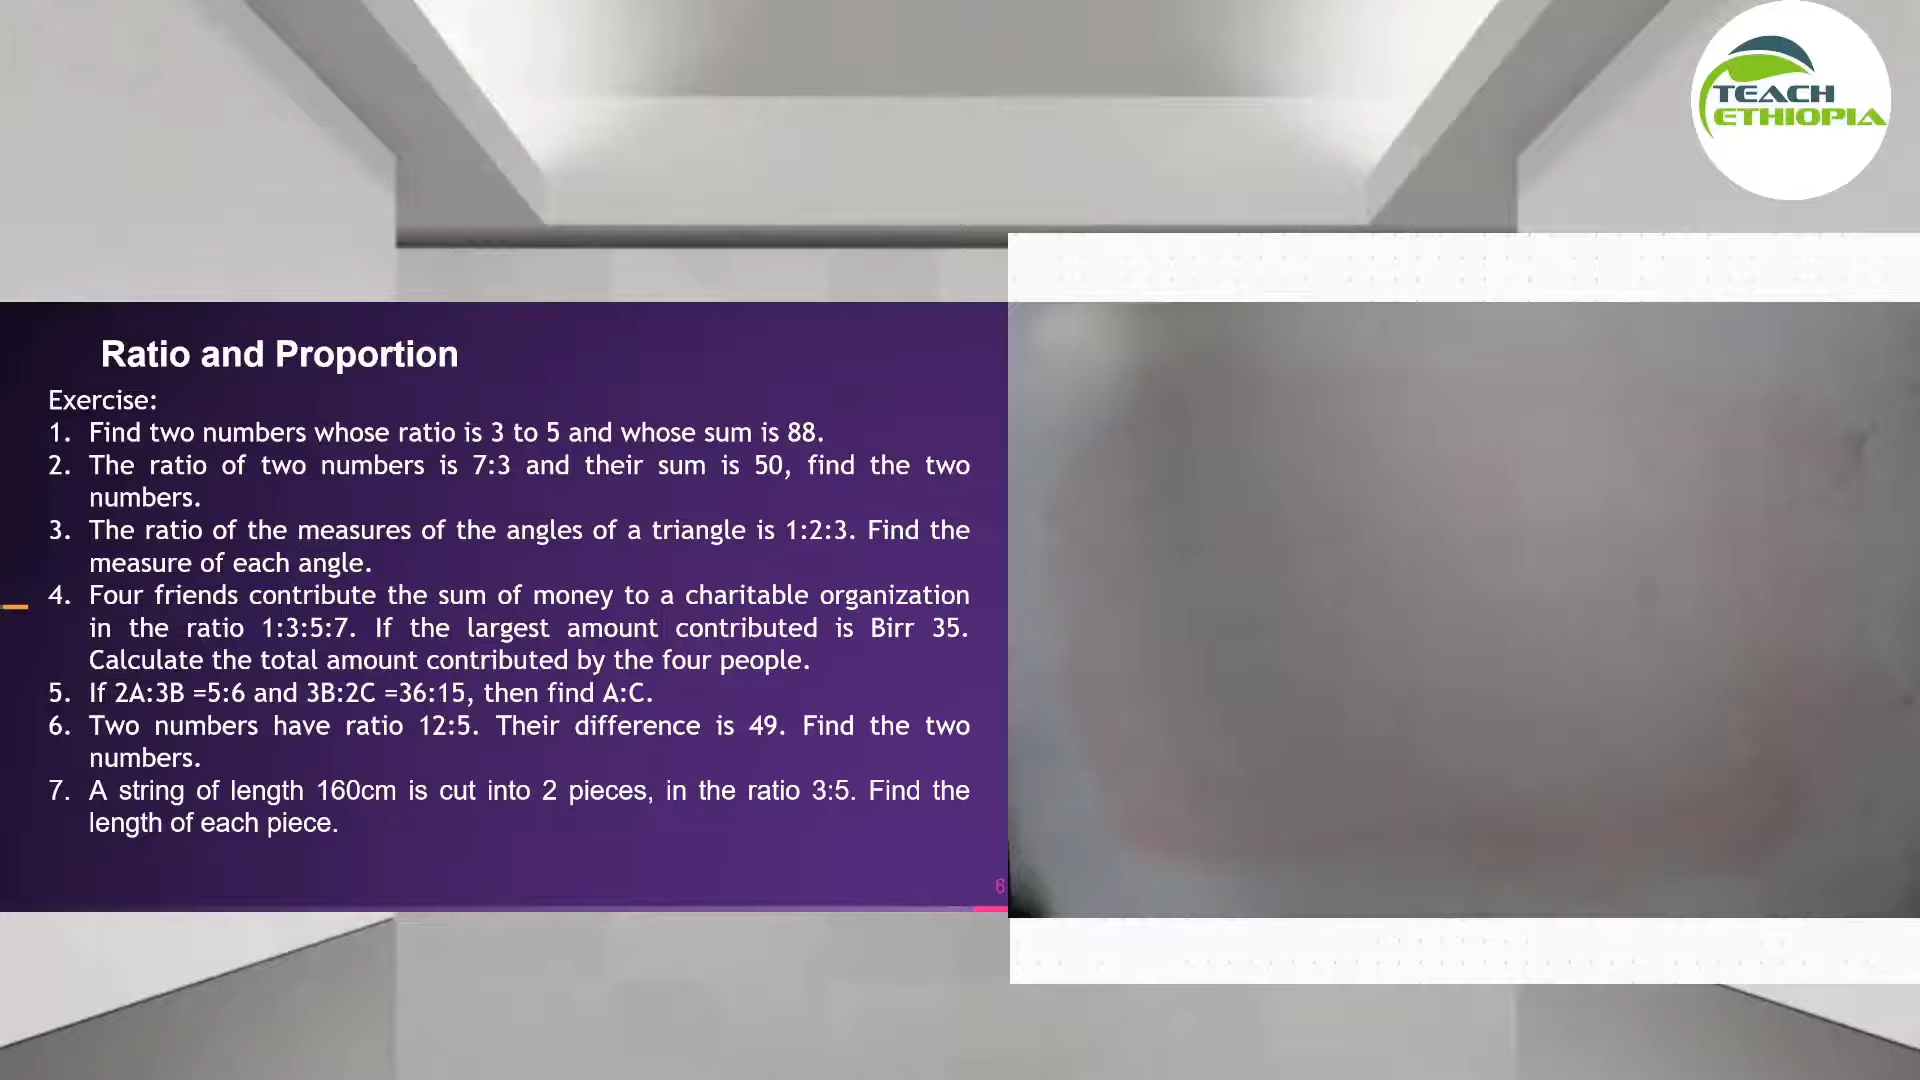 TEACH
ETHIOPIA
Ratio and Proportion
Exercise:
1. Find two numbers whose ratio is 3 to 5 and whose sum is 88.
2. The ratio of two numbers is 7:3 and their sum is 50, find the two
numbers.
3. The ratio of the measures of the angles of a triangle is 1:2:3. Find the
measure of each angle.
4. Four friends contribute the sum of money to a charitable organization
in the ratio 1:3:5:7. If the largest amount contributed is Birr 35.
Calculate the total amount contributed by the four people.
5. If 2A:3B =5:6 and 3B:2C =36:15, then find A:C.
6. Two numbers have ratio 12:5. Their difference is 49. Find the two
numbers.
7. A string of length 160cm is cut into 2 pieces, in the ratio 3:5. Find the
length of each piece.
6